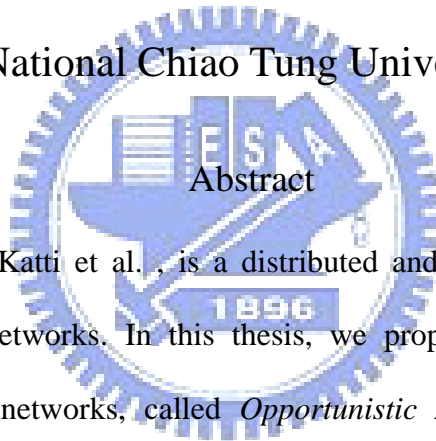 National Chiao Tung Unive
E S A
Abstract
Katti et al. , is a distributed and
1896
etworks. In this thesis, we prop
networks, called Opportunistic